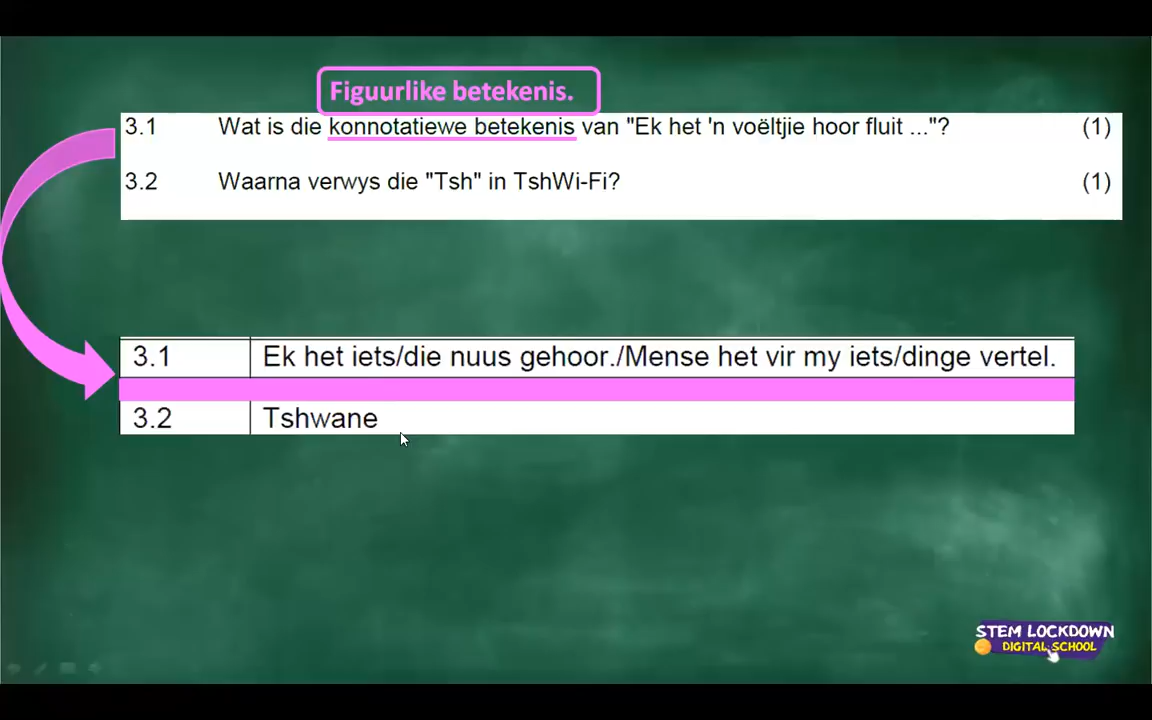 Figuurlike betekenis.
3.1 Wat is die konnotatiewe betekenis van "Ek het 'n voëltjie hoor fluit ..."? (1)
3.2 Waarna verwys die "Tsh" in TshWi-Fi? (1)
3.1 Ek het iets/die nuus gehoor./Mense het vir my iets/dinge vertel.
3.2 Tshwane
STEM LOCKDOWN
DIGITAL SCHOOL